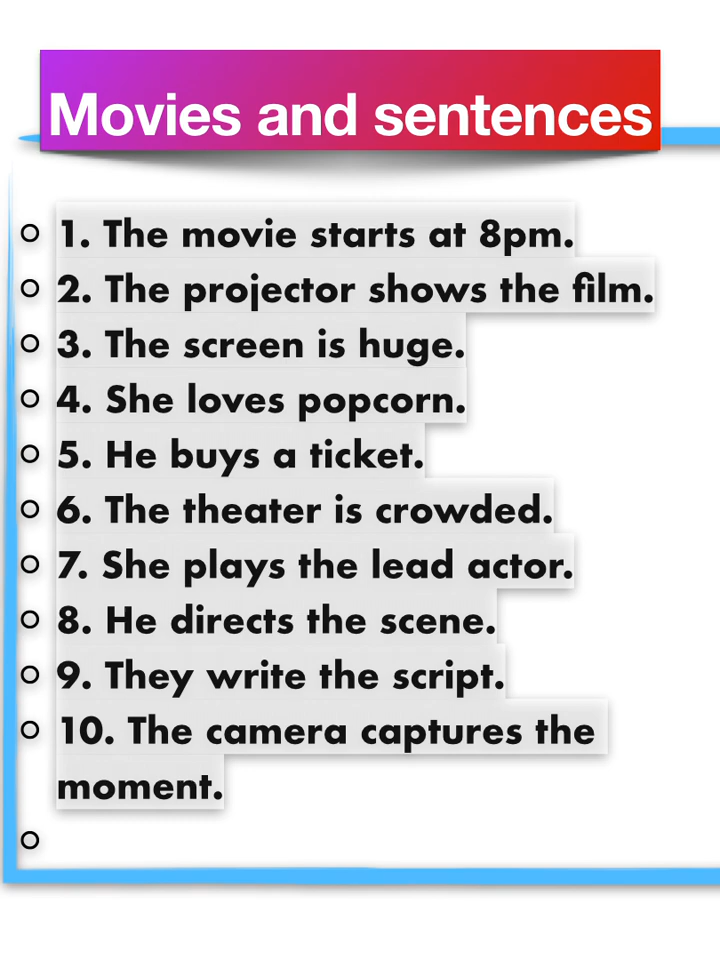 Movies and sentences
1. The movie starts at 8pm.
2. The projector shows the film.
3. The screen is huge.
4. She loves popcorn.
5. He buys a ticket.
6. The theater is crowded.
7. She plays the lead actor.
8. He directs the scene.
9. They write the script.
10. The camera captures the
moment.